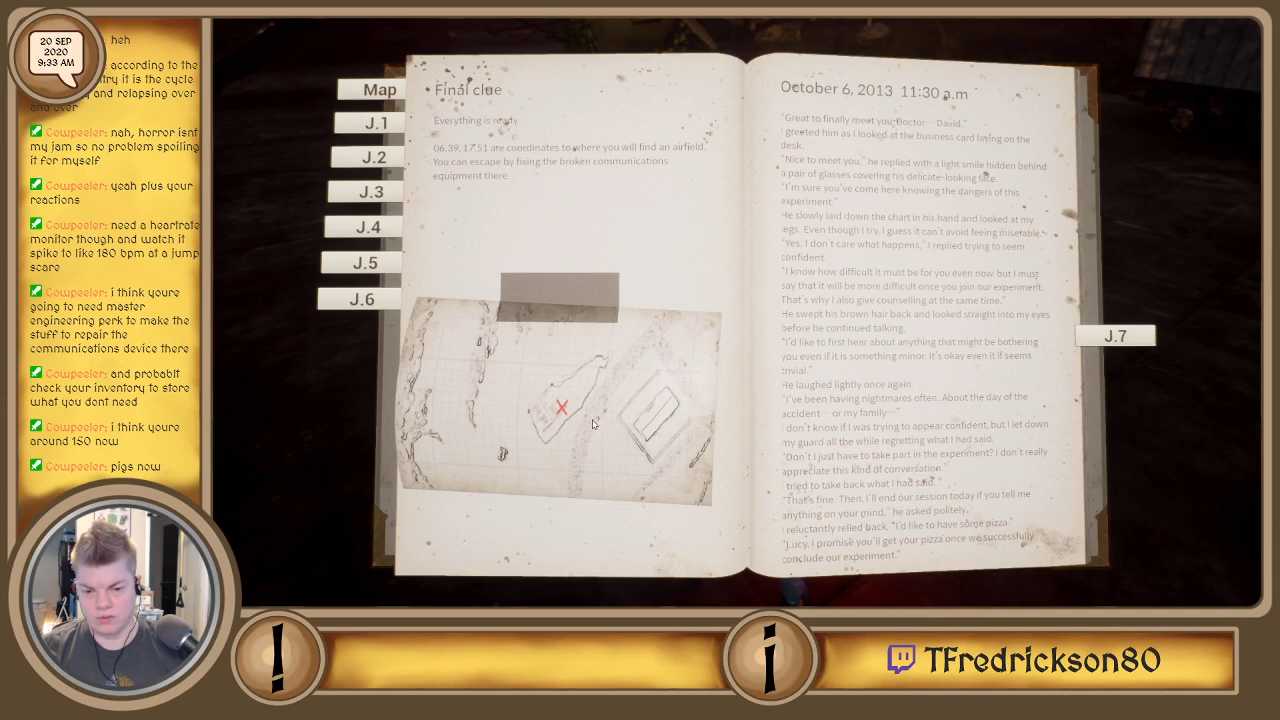 20 SEP
2020
9:33 AM
heh
according to the
try it is the cycle
and relapsing over
and over
Cowpeeler: nah, horror isnt
my jam so no problem spoiling
it for myself
Cowpeeler: yeah plus your
reactions
Cowpeeler: need a heartrate
monitor though and watch it
spike to like 180 bpm at a jump
scare
Cowpeeler: i think youre
going to need master
engineering perk to make the
stuff to repair the
communications device there
Cowpeeler: and probablt
check your inventory to store
what you dont need
Cowpeeler: i think youre
around 150 now
Cowpeeler: pigs now
Map
J.1
J.2
J.3
J.4
J.5
J.6
Final clue
Everything is ready.
06.39, 17.51 are coordinates to where you will find an airfield.
You can escape by fixing the broken communications
equipment there.
October 6, 2013 11:30 a.m
"Great to finally meet you, Doctor… David."
I greeted him as I looked at the business card laying on the
desk.
"Nice to meet you." he replied with a light smile hidden behind
a pair of glasses covering his delicate-looking face.
"I'm sure you've come here knowing the dangers of this
experiment."
He slowly laid down the chart in his hand and looked at my
legs. Even though I try, I guess it can't avoid feeling miserable.
"Yes. I don't care what happens," I replied trying to seem
confident.
"I know how difficult it must be for you even now, but I must
say that it will be more difficult once you join our experiment.
That's why I also give counselling at the same time."
He swept his brown hair back and looked straight into my eyes
before he continued talking.
"I'd like to first hear about anything that might be bothering
you even if it is something minor. It's okay even it if seems
trivial."
He laughed lightly once again.
"I've been having nightmares often. About the day of the
accident… or my family…"
I don't know if I was trying to appear confident, but I let down
my guard all the while regretting what I had said.
"Don't I just have to take part in the experiment? I don't really
appreciate this kind of conversation."
I tried to take back what I had said.
"That's fine. Then, I'll end our session today if you tell me
anything on your mind," he asked politely.
I reluctantly relied back, "I'd like to have some pizza."
"Lucy, I promise you'll get your pizza once we successfully
conclude our experiment."
J.7
TFredrickson80